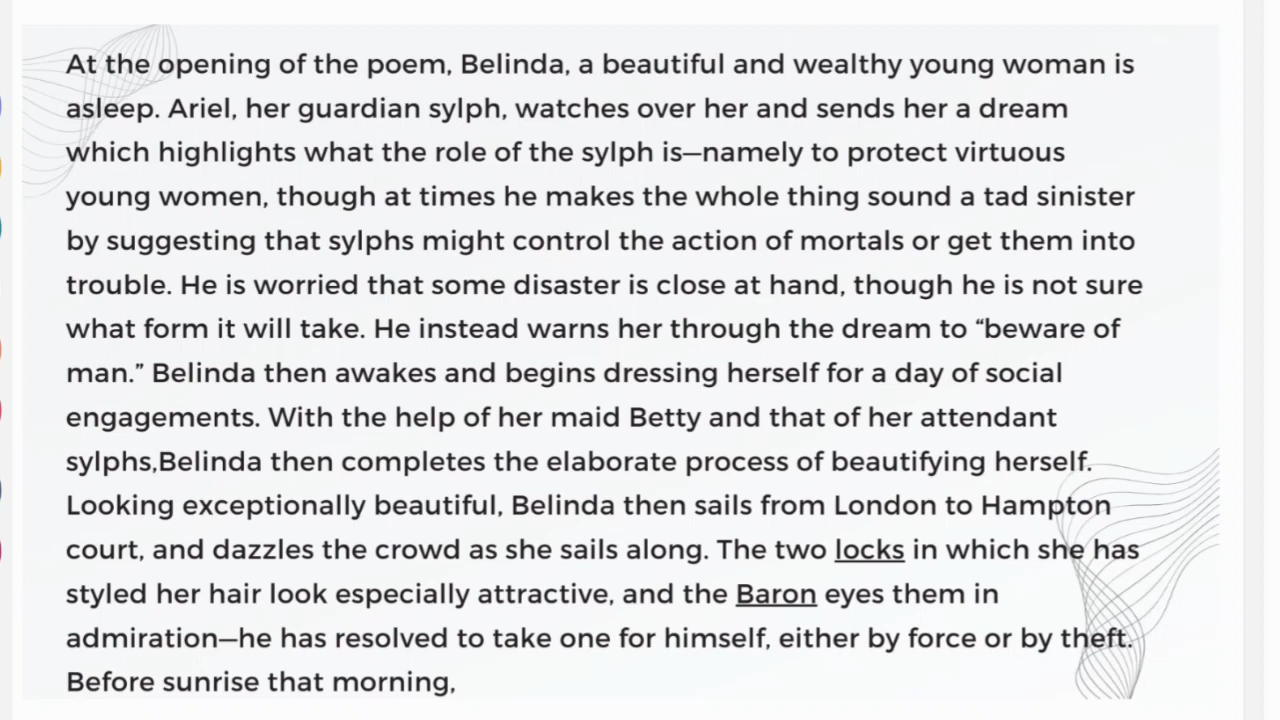 At the opening of the poem, Belinda, a beautiful and wealthy young woman is
asleep. Ariel, her guardian sylph, watches over her and sends her a dream
which highlights what the role of the sylph is—namely to protect virtuous
young women, though at times he makes the whole thing sound a tad sinister
by suggesting that sylphs might control the action of mortals or get them into
trouble. He is worried that some disaster is close at hand, though he is not sure
what form it will take. He instead warns her through the dream to “beware of
man.” Belinda then awakes and begins dressing herself for a day of social
engagements. With the help of her maid Betty and that of her attendant
sylphs,Belinda then completes the elaborate process of beautifying herself.
Looking exceptionally beautiful, Belinda then sails from London to Hampton
court, and dazzles the crowd as she sails along. The two locks in which she has
styled her hair look especially attractive, and the Baron eyes them in
admiration—he has resolved to take one for himself, either by force or by theft.
Before sunrise that morning,